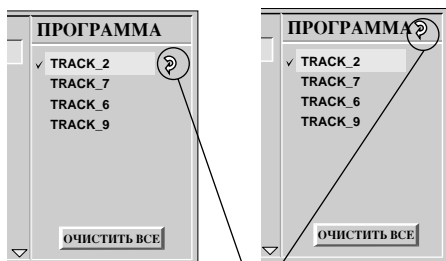 ПРОГРАММА
✓ TRACK_2
TRACK_7
TRACK_6
TRACK_9
ОЧИСТИТЬ ВСЕ
ПРОГРАММА
✓ TRACK_2
TRACK_7
TRACK_6
TRACK_9
ОЧИСТИТЬ ВСЕ